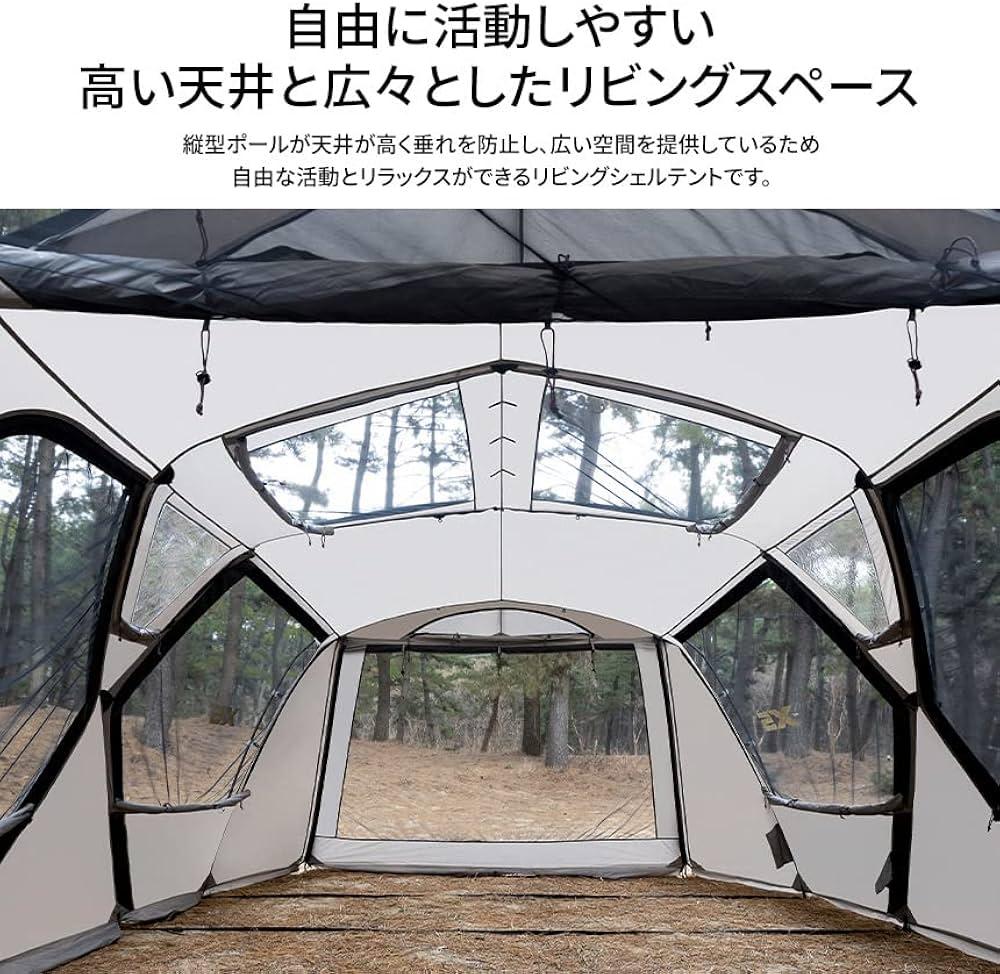 自由に活動しやすい
高い天井と広々としたリビングスペース
縦型ポールが天井が高く垂れを防止し、広い空間を提供しているため
自由な活動とリラックスができるリビングシェルテントです。